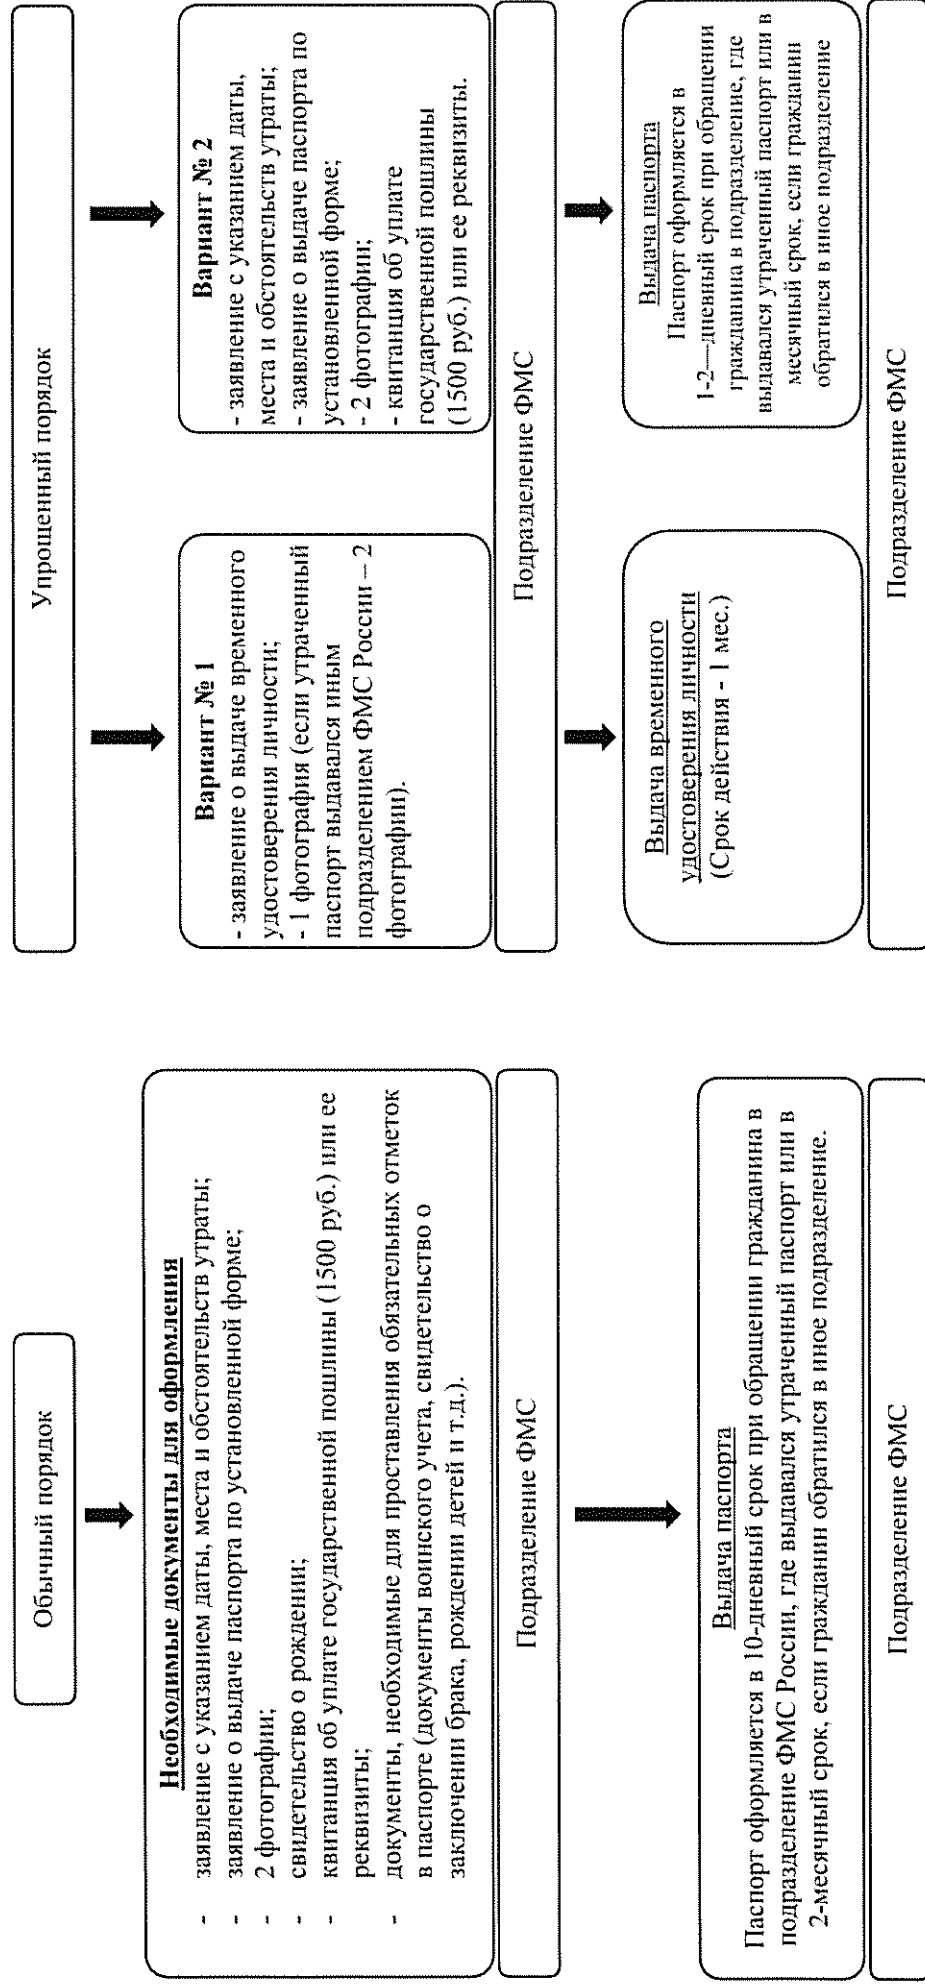 Обычный порядок
Необходимые документы для оформления
- заявление с указанием даты, места и обстоятельств утраты;
- заявление о выдаче паспорта по установленной форме;
- 2 фотографии;
- свидетельство о рождении;
- квитанция об уплате государственной пошлины (1500 руб.) или ее
реквизиты;
- документы, необходимые для проставления обязательных отметок
в паспорте (документы воинского учета, свидетельство о
заключении брака, рождении детей и т.д.).
Подразделение ФМС
Выдача паспорта
Паспорт оформляется в 10-дневный срок при обращении гражданина в
подразделение ФМС России, где выдавался утраченный паспорт или в
2-месячный срок, если гражданин обратился в иное подразделение.
Подразделение ФМС
Упрошенный порядок
Вариант № 1
- заявление о выдаче временного
удостоверения личности;
- 1 фотография (если утраченный
паспорт выдавался иным
подразделением ФМС России – 2
фотографии).
Вариант № 2
- заявление с указанием даты,
места и обстоятельств утраты;
- заявление о выдаче паспорта по
установленной форме;
- 2 фотографии;
- квитанция об уплате
государственной пошлины
(1500 руб.) или ее реквизиты.
Подразделение ФМС
Выдача временного
удостоверения личности
(Срок действия - 1 мес.)
Выдача паспорта
Паспорт оформляется в
1-2—дневный срок при обращении
гражданина в подразделение, где
выдавался утраченный паспорт или в
месячный срок, если гражданин
обратился в иное подразделение
Подразделение ФМС